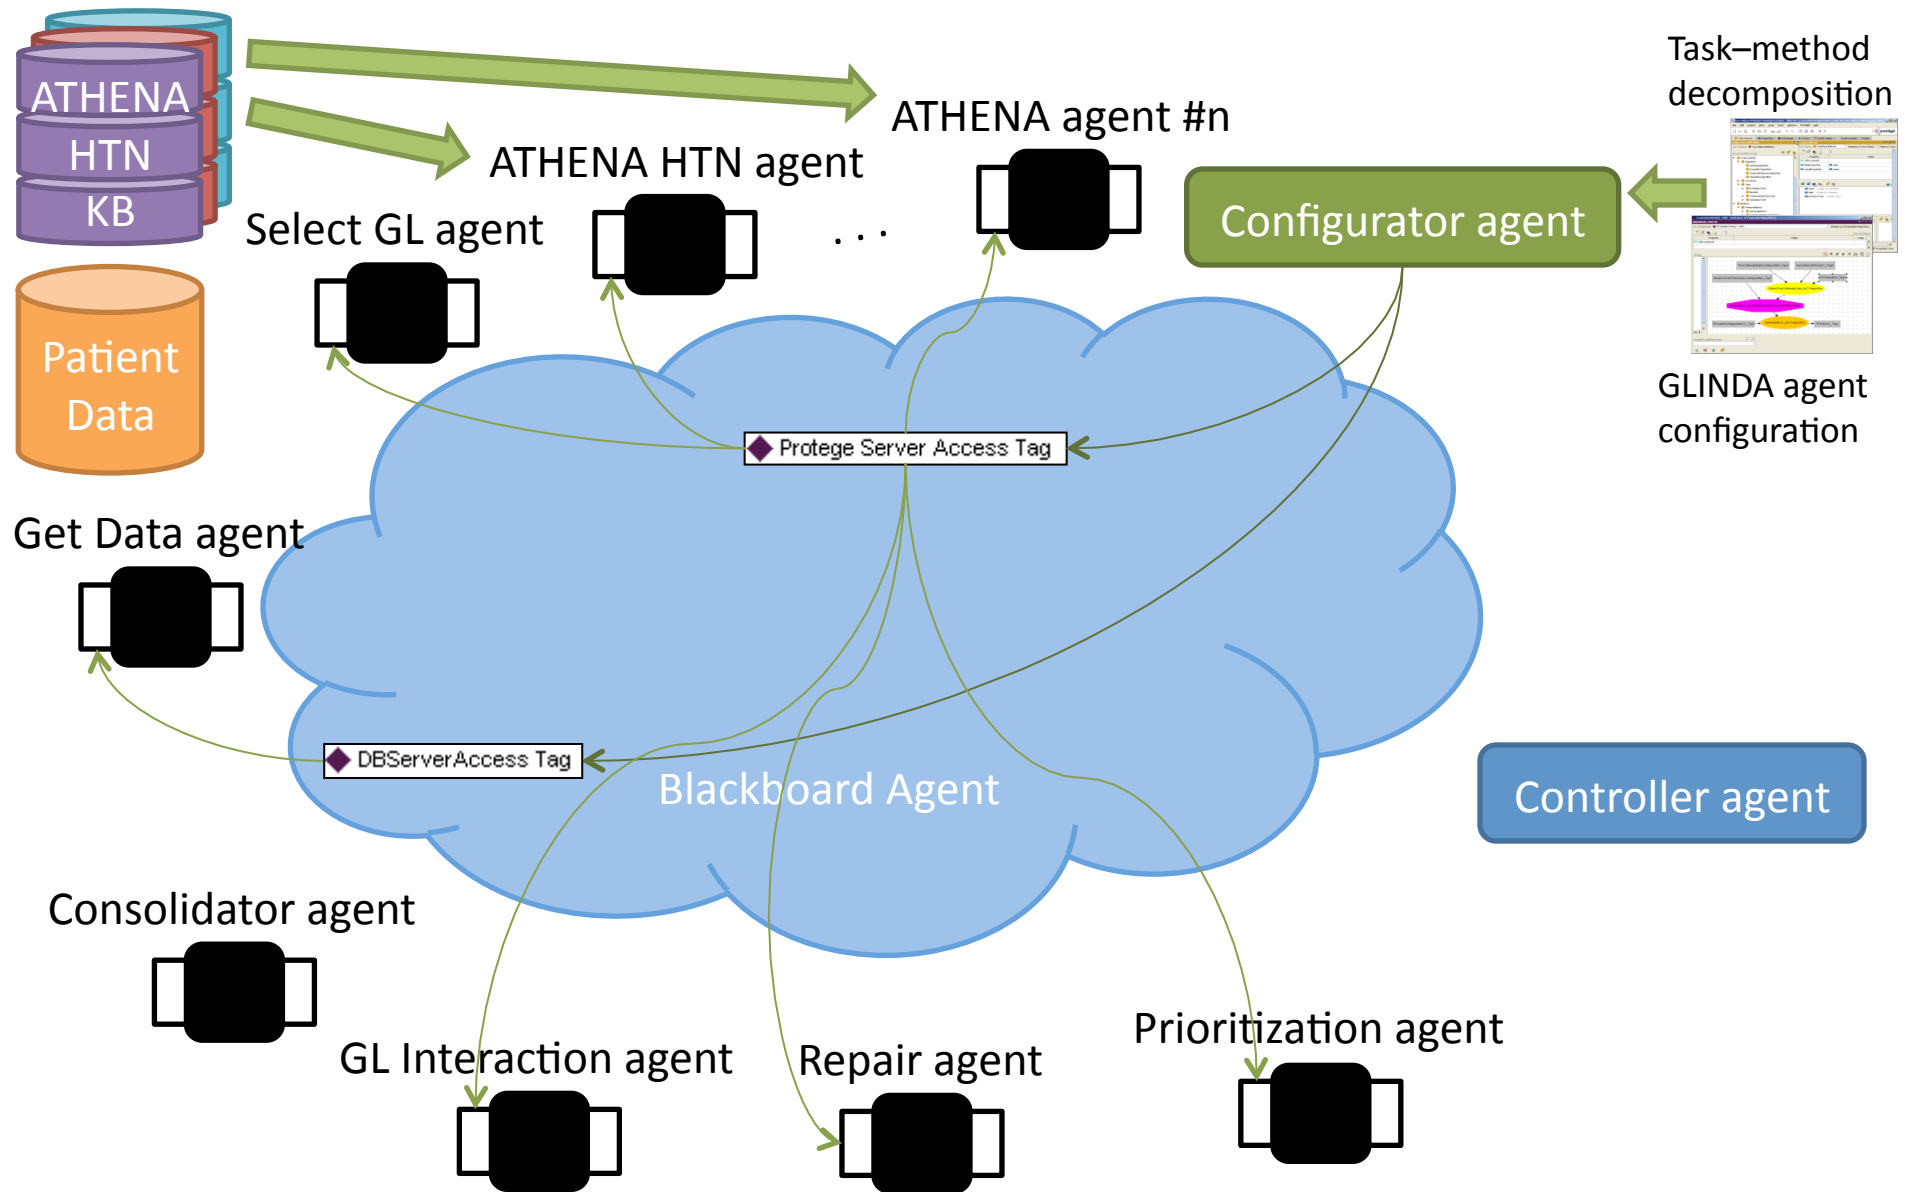 Task–method
decomposition
ATHENA
HTN
KB
ATHENA agent #n
ATHENA HTN agent
. . .
Select GL agent
Configurator agent
Patient
Data
GLINDA agent
configuration
Protege Server Access Tag
Get Data agent
DBServerAccess Tag
Blackboard Agent
Controller agent
Consolidator agent
GL Interaction agent
Repair agent
Prioritization agent